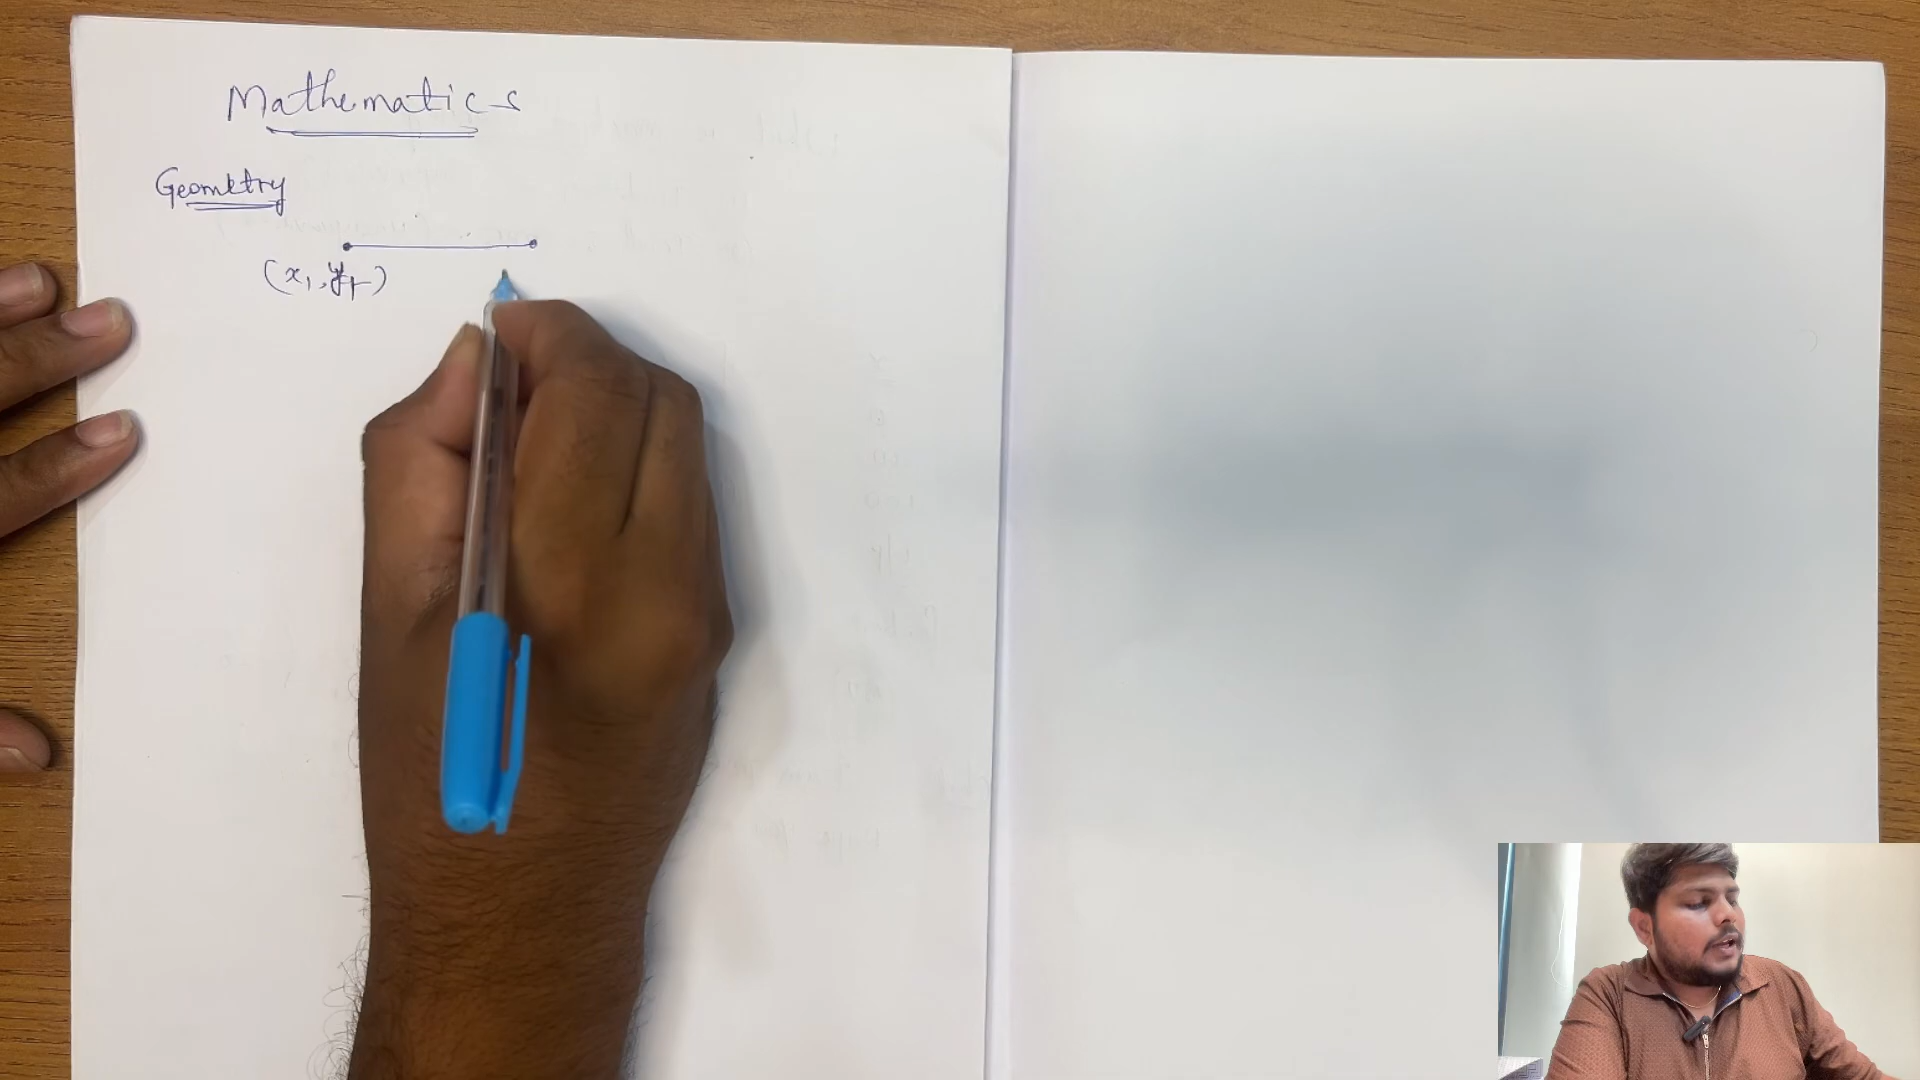 Mathematics
Geometry
(x₁, y₁)